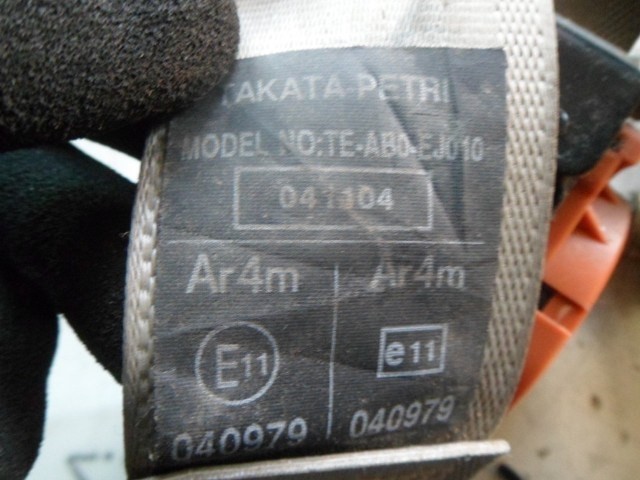 TAKATA-PETRI
MODEL NO:TE-AB0-EJ010
041104
Ar4m Ar4m
E11 e11
040979 040979